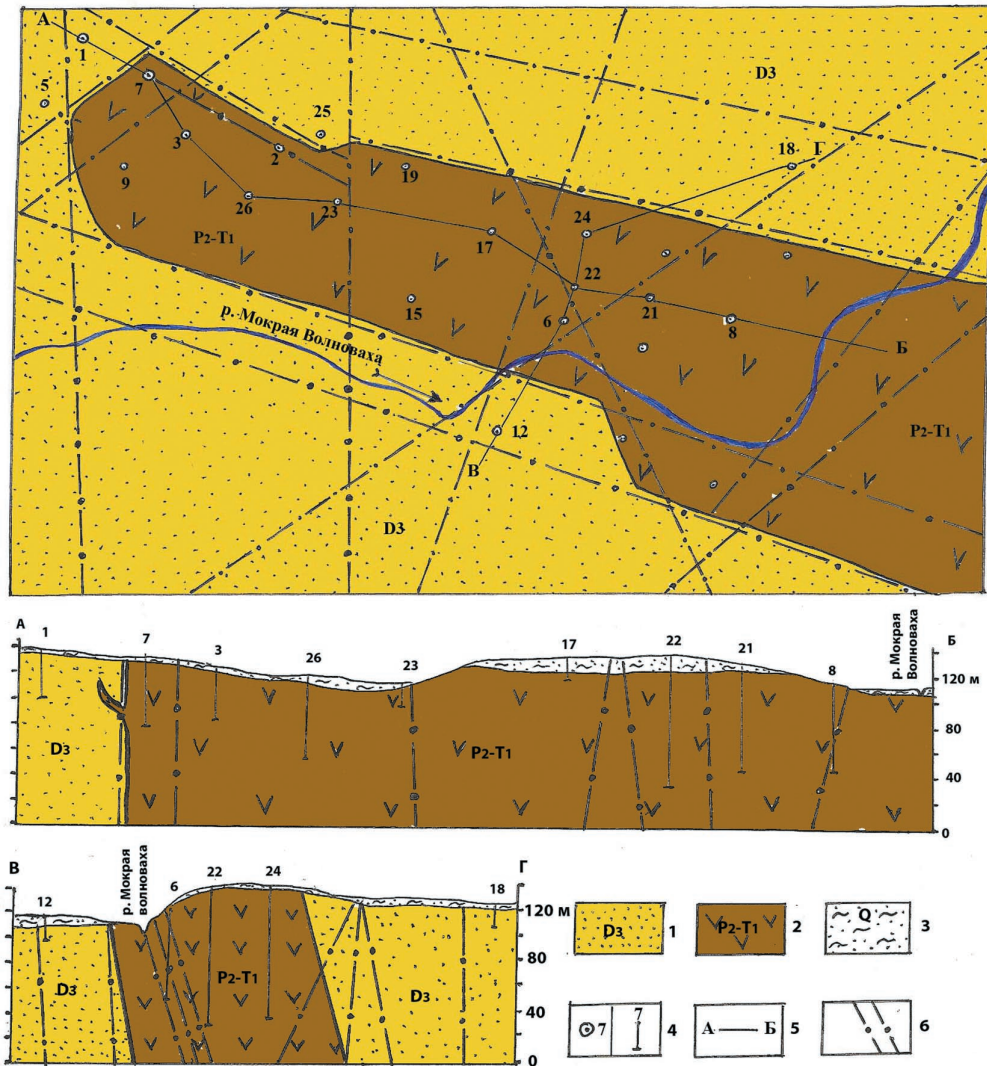 А
1
D3
5
7
25
3
2
18
Г
9
19
26
23
24
P2-T1
17
22
21
15
6
8
р. Мокрая Волноваха
Б
12
P2-T1
В
D3
А
1
7
3
26
23
17
22
21
8
р. Мокрая
Волноваха
Б
120 м
D3
P2-T1
80
40
0
В
12
р. Мокрая
волноваха
6
22
24
18
Г
120 м
D3
P2-T1
D3
80
40
0
D3 1
P2-T1 2
Q 3
7 7 4
А Б 5
6